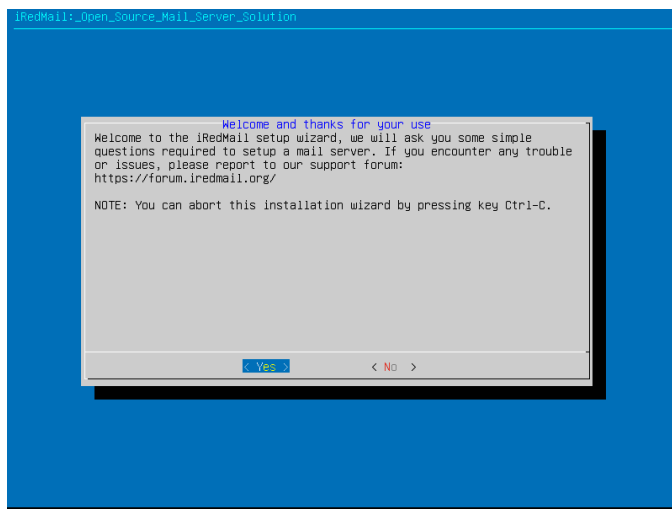 iRedMail:_Open_Source_Mail_Server_Solution
Welcome and thanks for your use
Welcome to the iRedMail setup wizard, we will ask you some simple
questions required to setup a mail server. If you encounter any trouble
or issues, please report to our support forum:
https://forum.iredmail.org/
NOTE: You can abort this installation wizard by pressing key Ctrl-C.
< Yes > < No >